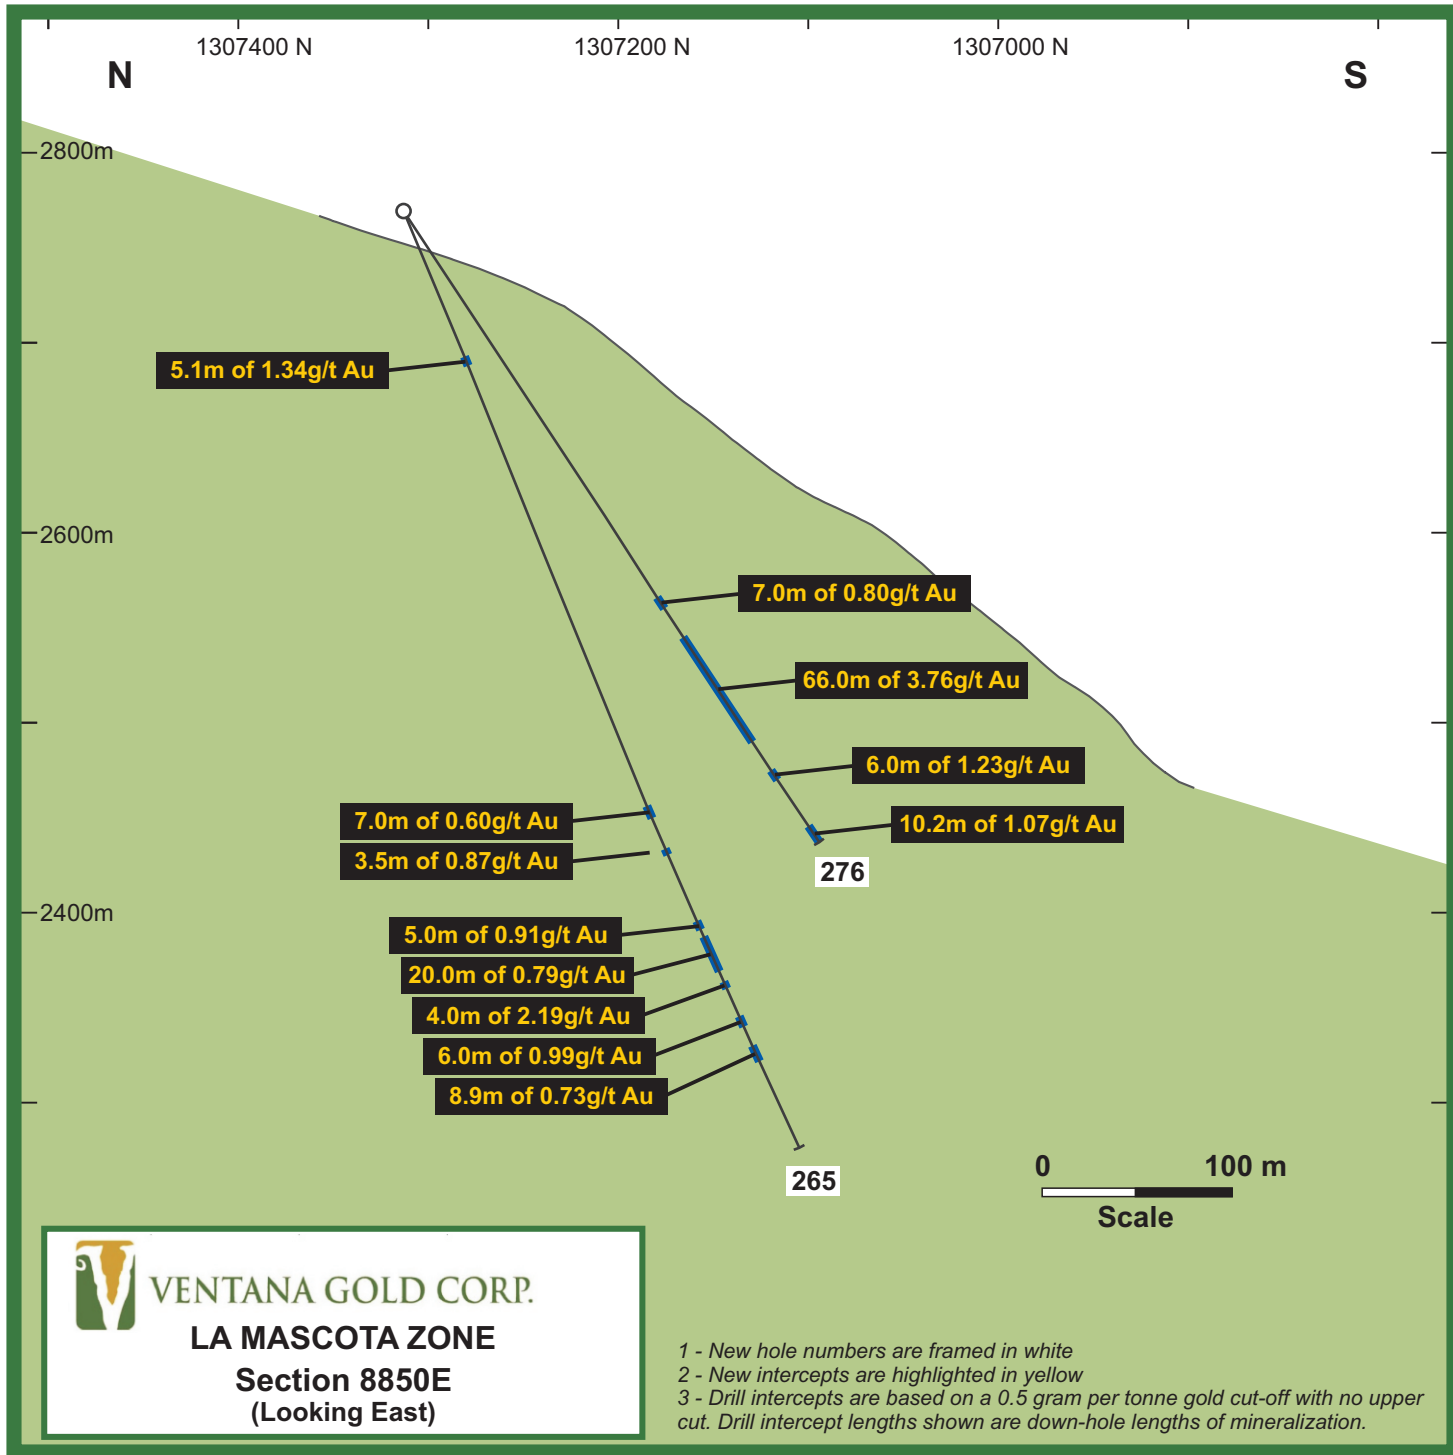 1307400 N
1307200 N
1307000 N
N
S
2800m
5.1m of 1.34g/t Au
2600m
7.0m of 0.80g/t Au
66.0m of 3.76g/t Au
6.0m of 1.23g/t Au
7.0m of 0.60g/t Au
10.2m of 1.07g/t Au
3.5m of 0.87g/t Au
276
2400m
5.0m of 0.91g/t Au
20.0m of 0.79g/t Au
4.0m of 2.19g/t Au
6.0m of 0.99g/t Au
8.9m of 0.73g/t Au
265
0
100 m
Scale
VENTANA GOLD CORP.
LA MASCOTA ZONE
Section 8850E
(Looking East)
1 - New hole numbers are framed in white
2 - New intercepts are highlighted in yellow
3 - Drill intercepts are based on a 0.5 gram per tonne gold cut-off with no upper
cut. Drill intercept lengths shown are down-hole lengths of mineralization.